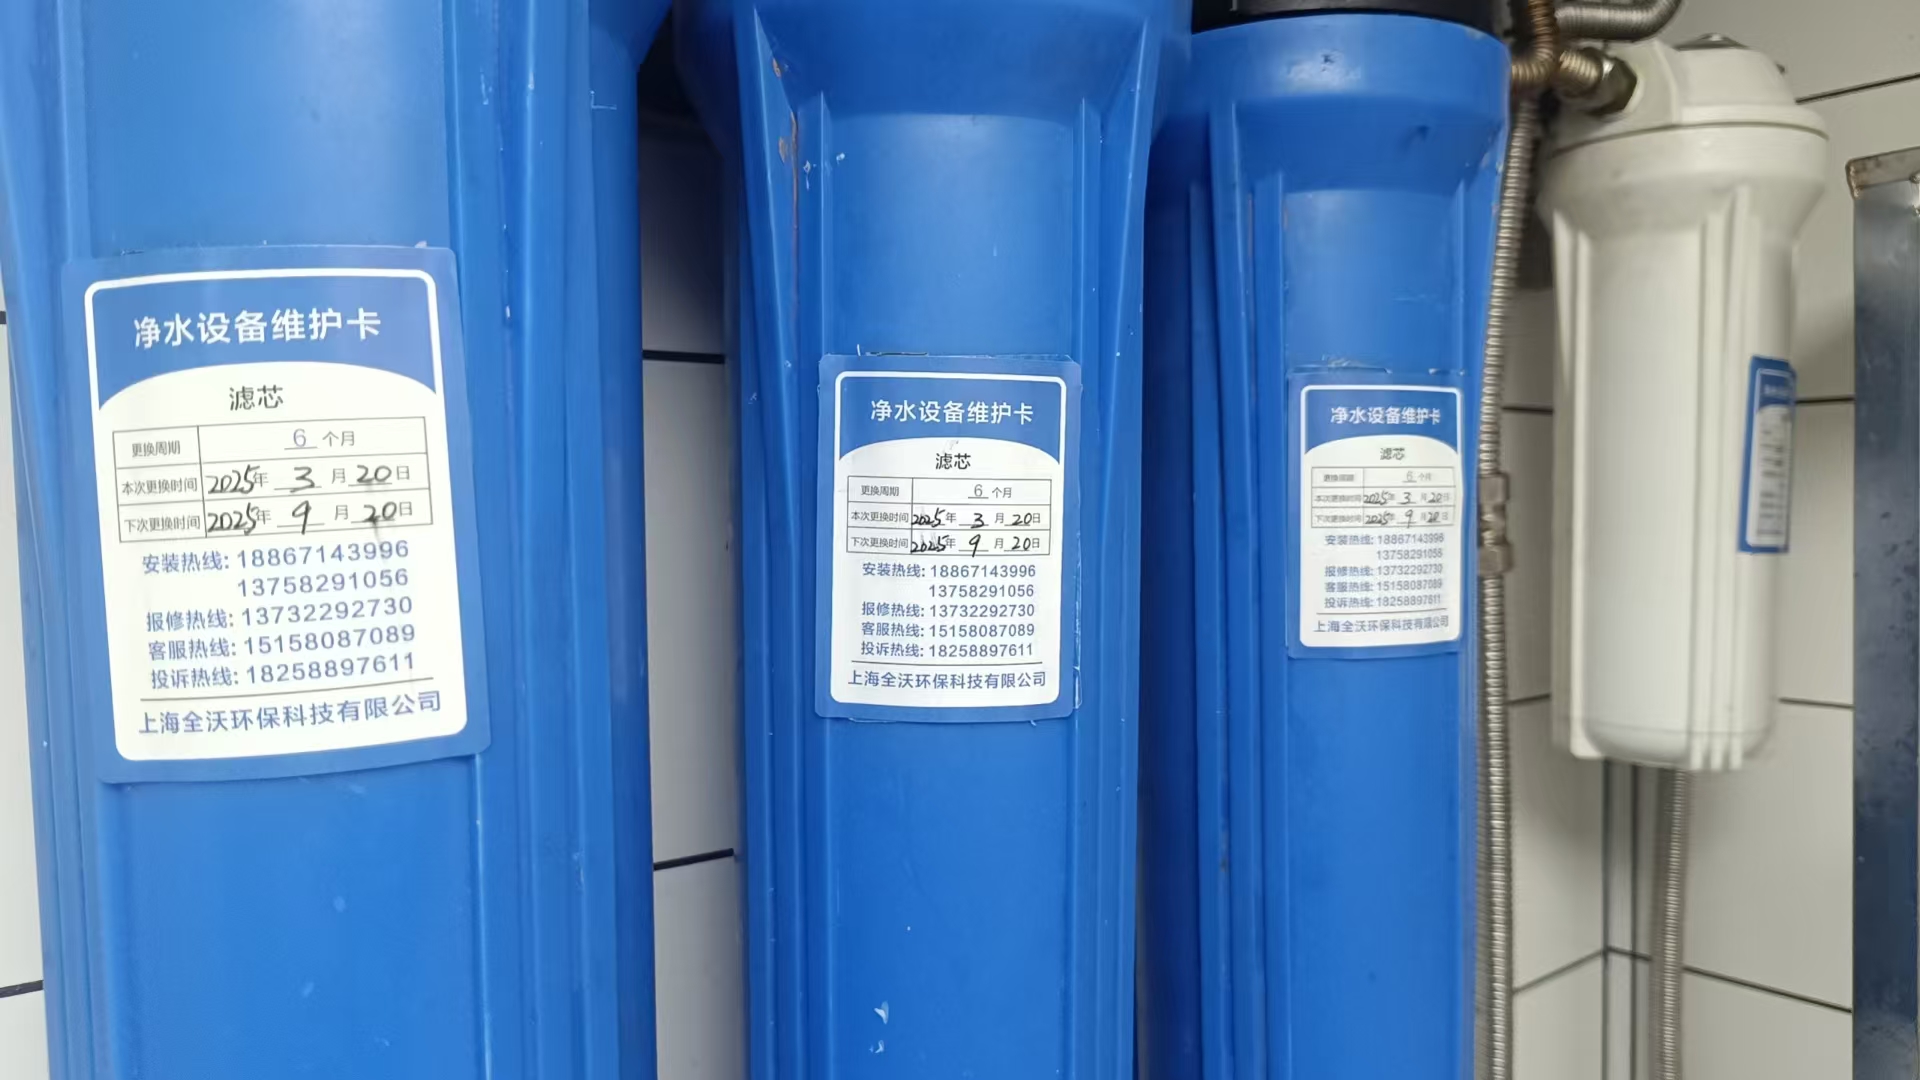 净水设备维护卡
滤芯
更换周期 6 个月
本次更换时间 2025年 3 月 20日
下次更换时间 2025年 9 月 20日
安装热线: 18867143996
13758291056
报修热线: 13732292730
客服热线: 15158087089
投诉热线: 18258897611
上海全沃环保科技有限公司
净水设备维护卡
滤芯
更换周期 6 个月
本次更换时间 2025年 3 月 20日
下次更换时间 2025年 9 月 20日
安装热线: 18867143996
13758291056
报修热线: 13732292730
客服热线: 15158087089
投诉热线: 18258897611
上海全沃环保科技有限公司
净水设备维护卡
滤芯
更换周期 6 个月
本次更换时间 2025年 3 月 20日
下次更换时间 2025年 9 月 20日
安装热线: 18867143996
13758291056
报修热线: 13732292730
客服热线: 15158087089
投诉热线: 18258897611
上海全沃环保科技有限公司